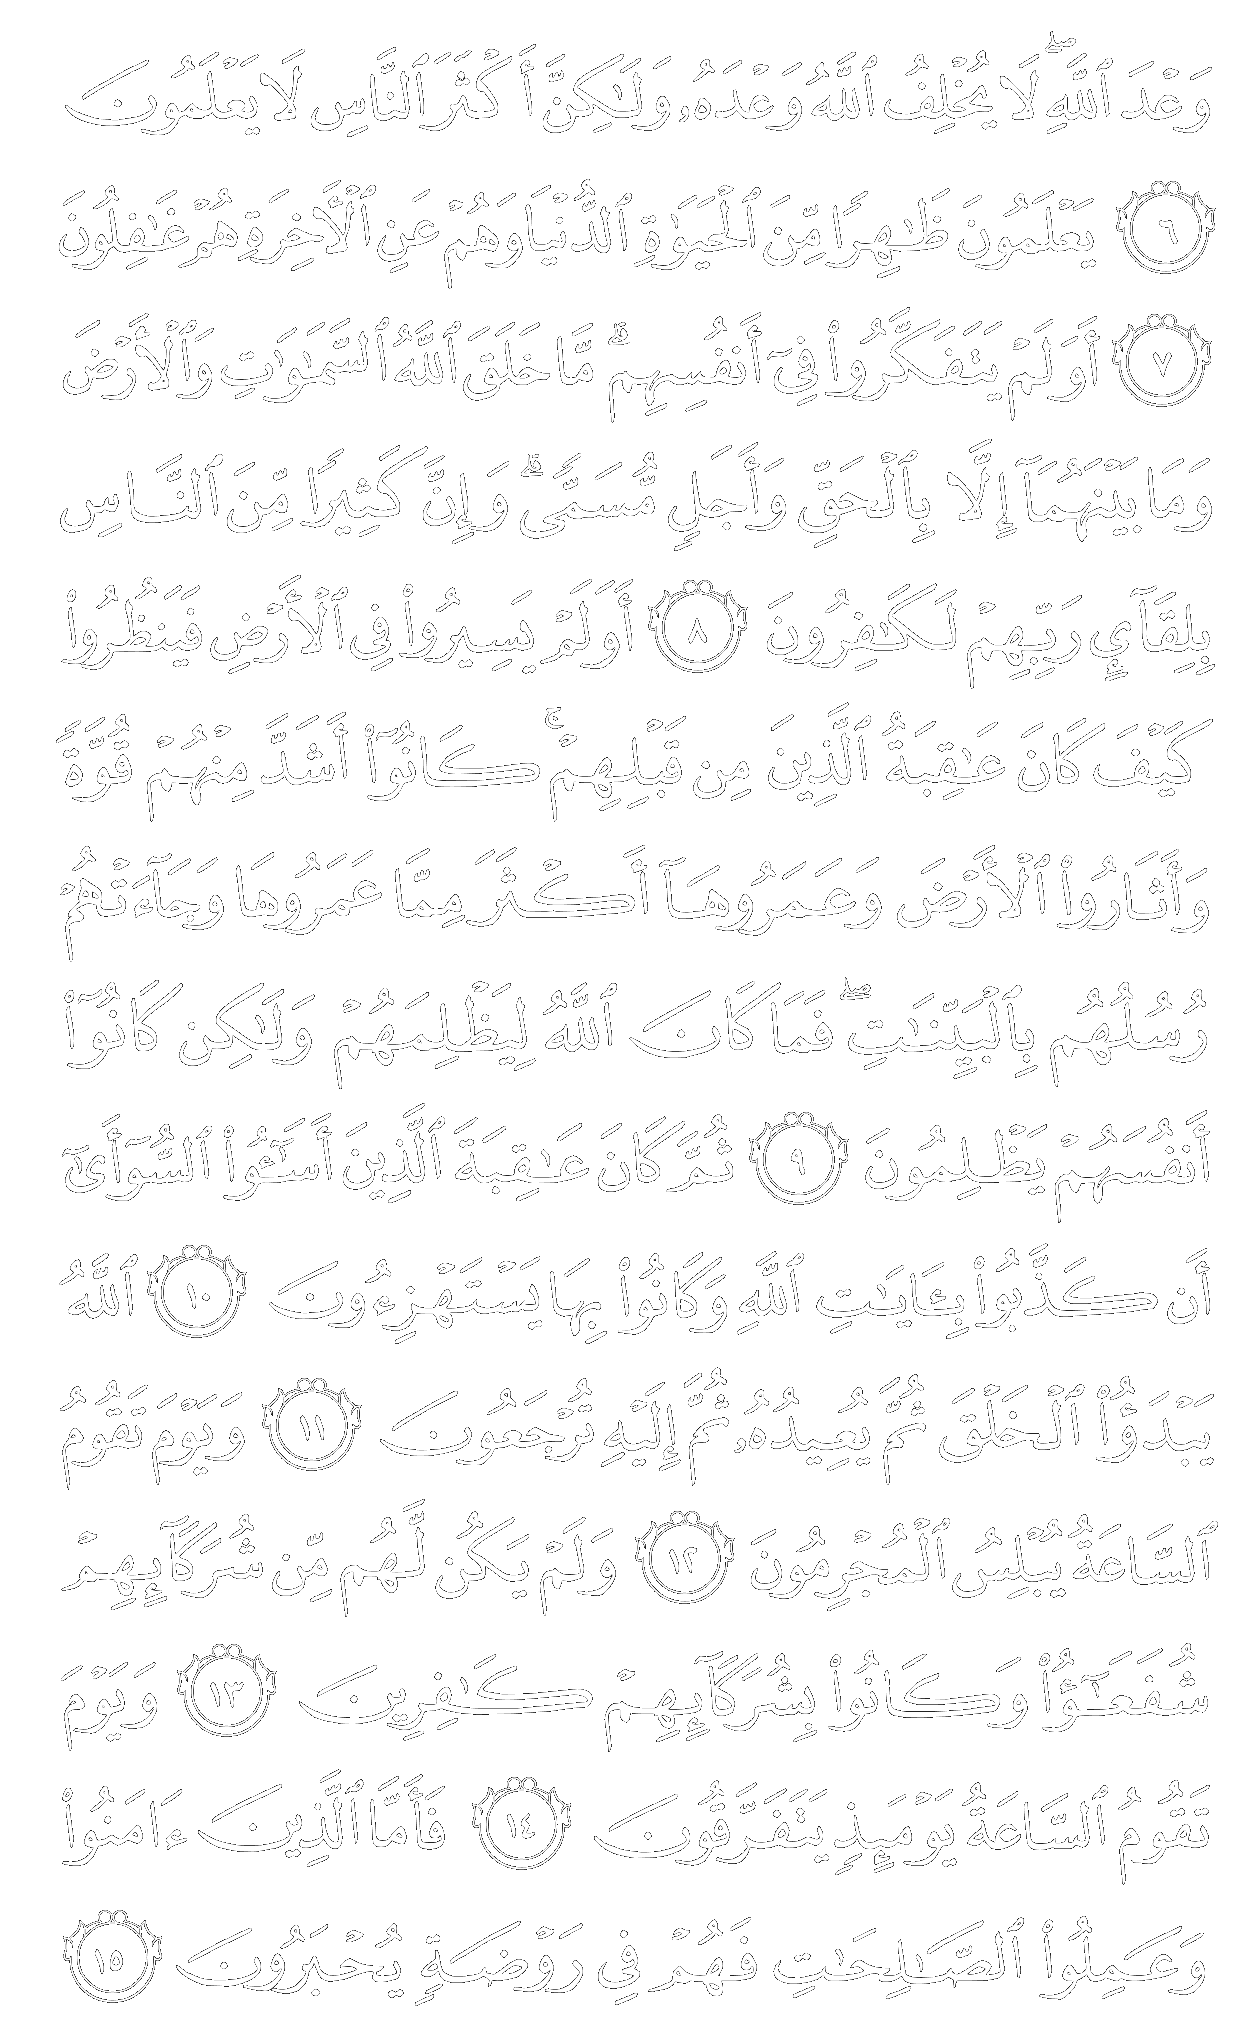 وَعْدَ ٱللَّهِۖ لَا يُخْلِفُ ٱللَّهُ وَعْدَهُۥ وَلَٰكِنَّ أَكْثَرَ ٱلنَّاسِ لَا يَعْلَمُونَ
٦ يَعْلَمُونَ ظَٰهِرًا مِّنَ ٱلْحَيَوٰةِ ٱلدُّنْيَا وَهُمْ عَنِ ٱلْأَخِرَةِ هُمْ غَٰفِلُونَ
٧ أَوَلَمْ يَتَفَكَّرُوا۟ فِىٓ أَنفُسِهِمۗ مَّا خَلَقَ ٱللَّهُ ٱلسَّمَٰوَٰتِ وَٱلْأَرْضَ
وَمَا بَيْنَهُمَآ إِلَّا بِٱلْحَقِّ وَأَجَلٍ مُّسَمًّىۗ وَإِنَّ كَثِيرًا مِّنَ ٱلنَّاسِ
بِلِقَآئِ رَبِّهِمْ لَكَٰفِرُونَ ٨ أَوَلَمْ يَسِيرُوا۟ فِى ٱلْأَرْضِ فَيَنظُرُوا۟
كَيْفَ كَانَ عَٰقِبَةُ ٱلَّذِينَ مِن قَبْلِهِمْۚ كَانُوٓا۟ أَشَدَّ مِنْهُمْ قُوَّةً
وَأَثَارُوا۟ ٱلْأَرْضَ وَعَمَرُوهَآ أَكْثَرَ مِمَّا عَمَرُوهَا وَجَآءَتْهُمْ
رُسُلُهُم بِٱلْبَيِّنَٰتِۖ فَمَا كَانَ ٱللَّهُ لِيَظْلِمَهُمْ وَلَٰكِن كَانُوٓا۟
أَنفُسَهُمْ يَظْلِمُونَ ٩ ثُمَّ كَانَ عَٰقِبَةَ ٱلَّذِينَ أَسَٰٓـُٔوا۟ ٱلسُّوٓأَىٰٓ
أَن كَذَّبُوا۟ بِـَٔايَٰتِ ٱللَّهِ وَكَانُوا۟ بِهَا يَسْتَهْزِءُونَ ١٠ ٱللَّهُ
يَبْدَؤُا۟ ٱلْخَلْقَ ثُمَّ يُعِيدُهُۥ ثُمَّ إِلَيْهِ تُرْجَعُونَ ١١ وَيَوْمَ تَقُومُ
ٱلسَّاعَةُ يُبْلِسُ ٱلْمُجْرِمُونَ ١٢ وَلَمْ يَكُن لَّهُم مِّن شُرَكَآئِهِمْ
شُفَعَٰٓؤُا۟ وَكَانُوا۟ بِشُرَكَآئِهِمْ كَٰفِرِينَ ١٣ وَيَوْمَ
تَقُومُ ٱلسَّاعَةُ يَوْمَئِذٍ يَتَفَرَّقُونَ ١٤ فَأَمَّا ٱلَّذِينَ ءَامَنُوا۟
وَعَمِلُوا۟ ٱلصَّٰلِحَٰتِ فَهُمْ فِى رَوْضَةٍ يُحْبَرُونَ ١٥